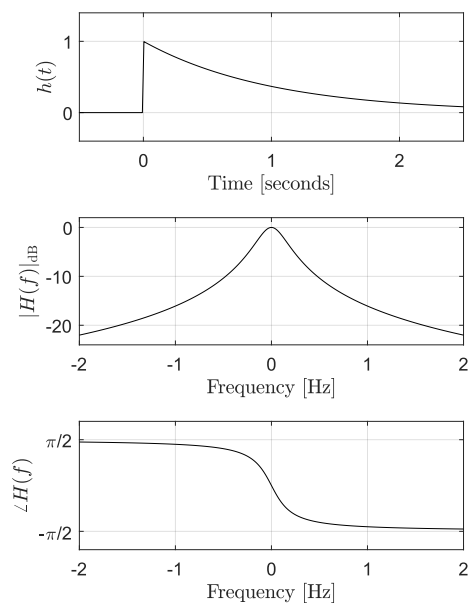 1
h(t)
0
0 1 2
Time [seconds]
0
-10
|H(f)|dB
-20
-2 -1 0 1 2
Frequency [Hz]
π/2
∠H(f)
-π/2
-2 -1 0 1 2
Frequency [Hz]